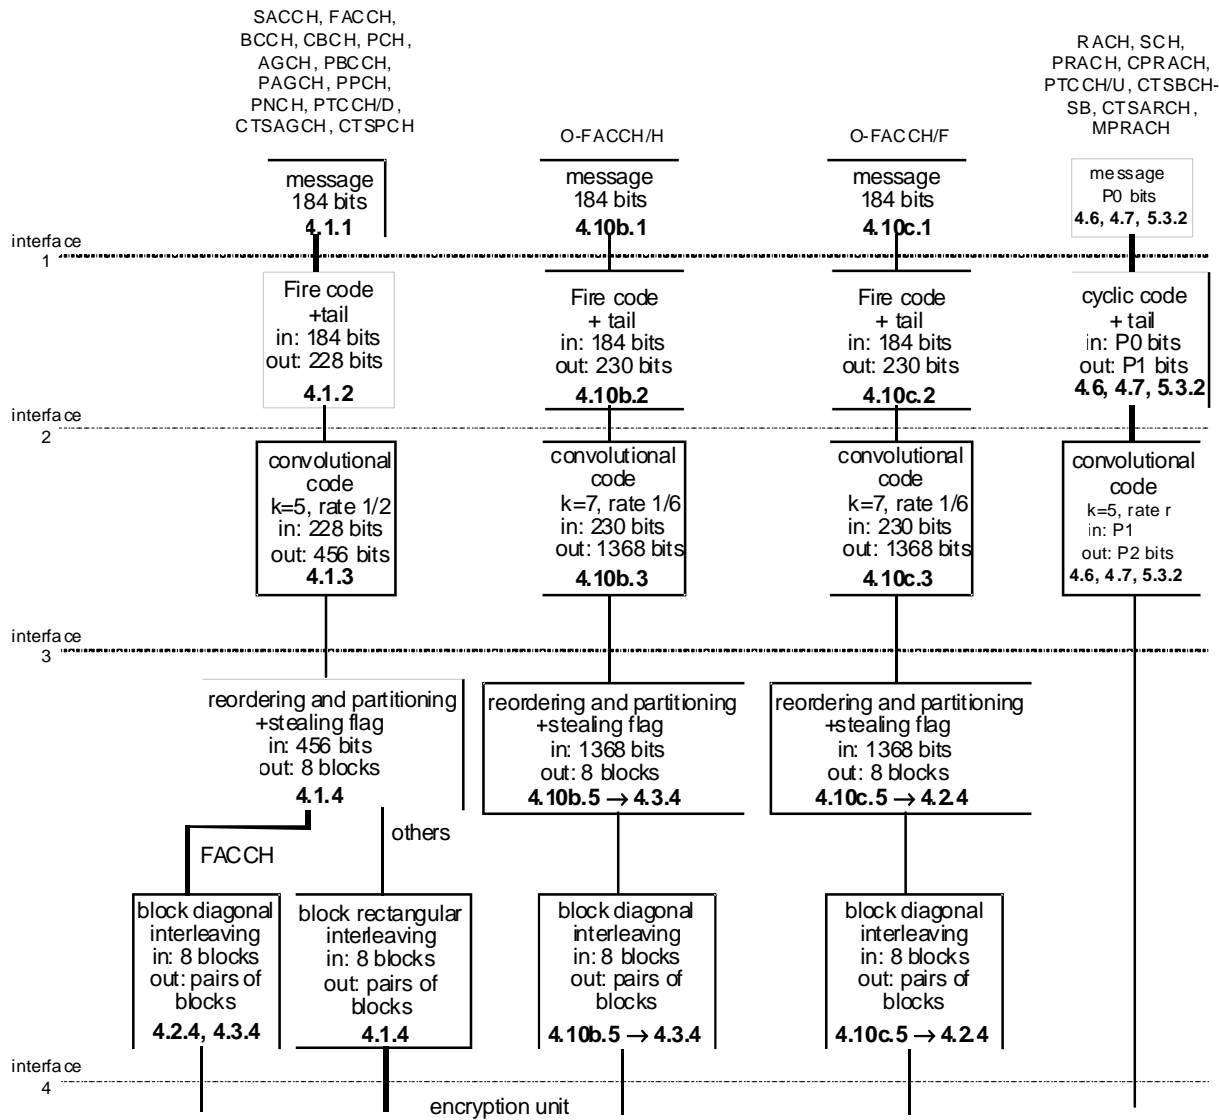 SACCH, FACCH,
BCCH, CBCH, PCH,
AGCH, PBCCH,
PAGCH, PPCH,
PNCH, PTCCH/D,
CTSAGCH, CTSPCH
O-FACCH/H
O-FACCH/F
RACH, SCH,
PRACH, CPRACH,
PTCCH/U, CTSBCH-
SB, CTSARCH,
MPRACH
message
184 bits
4.1.1
message
184 bits
4.10b.1
message
184 bits
4.10c.1
message
P0 bits
4.6, 4.7, 5.3.2
interface
1
Fire code
+tail
in: 184 bits
out: 228 bits
4.1.2
Fire code
+ tail
in: 184 bits
out: 230 bits
4.10b.2
Fire code
+ tail
in: 184 bits
out: 230 bits
4.10c.2
cyclic code
+ tail
in: P0 bits
out: P1 bits
4.6, 4.7, 5.3.2
interface
2
convolutional
code
k=5, rate 1/2
in: 228 bits
out: 456 bits
4.1.3
convolutional
code
k=7, rate 1/6
in: 230 bits
out: 1368 bits
4.10b.3
convolutional
code
k=7, rate 1/6
in: 230 bits
out: 1368 bits
4.10c.3
convolutional
code
k=5, rate r
in: P1
out: P2 bits
4.6, 4.7, 5.3.2
interface
3
reordering and partitioning
+stealing flag
in: 456 bits
out: 8 blocks
4.1.4
reordering and partitioning
+stealing flag
in: 1368 bits
out: 8 blocks
4.10b.5 → 4.3.4
reordering and partitioning
+stealing flag
in: 1368 bits
out: 8 blocks
4.10c.5 → 4.2.4
FACCH
others
block diagonal
interleaving
in: 8 blocks
out: pairs of
blocks
4.2.4, 4.3.4
block rectangular
interleaving
in: 8 blocks
out: pairs of
blocks
4.1.4
block diagonal
interleaving
in: 8 blocks
out: pairs of
blocks
4.10b.5 → 4.3.4
block diagonal
interleaving
in: 8 blocks
out: pairs of
blocks
4.10c.5 → 4.2.4
interface
4
encryption unit